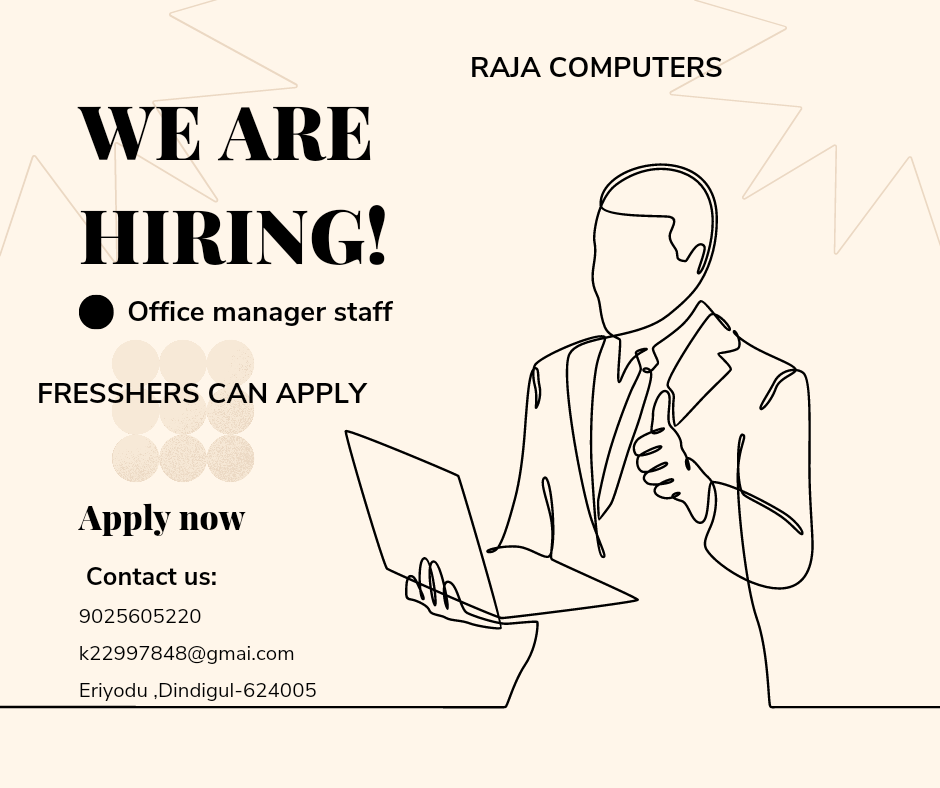 RAJA COMPUTERS
WE ARE
HIRING!
Office manager staff
FRESSHERS CAN APPLY
Apply now
Contact us:
9025605220
k22997848@gmai.com
Eriyodu ,Dindigul-624005